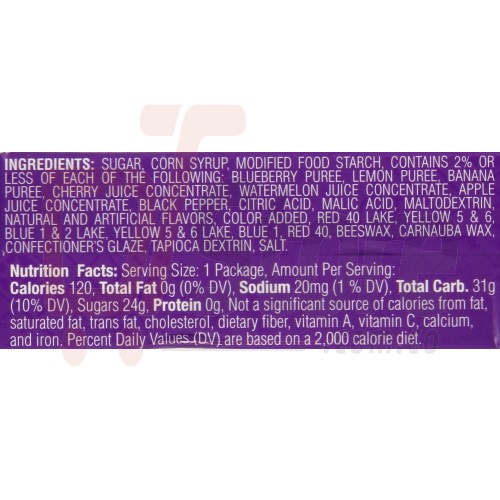 INGREDIENTS: SUGAR, CORN SYRUP, MODIFIED FOOD STARCH, CONTAINS 2% OR
LESS OF EACH OF THE FOLLOWING: BLUEBERRY PUREE, LEMON PUREE, BANANA
PUREE, CHERRY JUICE CONCENTRATE, WATERMELON JUICE CONCENTRATE, APPLE
JUICE CONCENTRATE, BLACK PEPPER, CITRIC ACID, MALIC ACID, MALTODEXTRIN,
NATURAL AND ARTIFICIAL FLAVORS, COLOR ADDED, RED 40 LAKE, YELLOW 5 & 6,
BLUE 1 & 2 LAKE, YELLOW 5 & 6 LAKE, BLUE 1, RED 40, BEESWAX, CARNAUBA WAX,
CONFECTIONER'S GLAZE, TAPIOCA DEXTRIN, SALT.
Nutrition Facts: Serving Size: 1 Package, Amount Per Serving:
Calories 120, Total Fat 0g (0% DV), Sodium 20mg (1 % DV), Total Carb. 31g
(10% DV), Sugars 24g, Protein 0g, Not a significant source of calories from fat,
saturated fat, trans fat, cholesterol, dietary fiber, vitamin A, vitamin C, calcium,
and iron. Percent Daily Values (DV) are based on a 2,000 calorie diet.